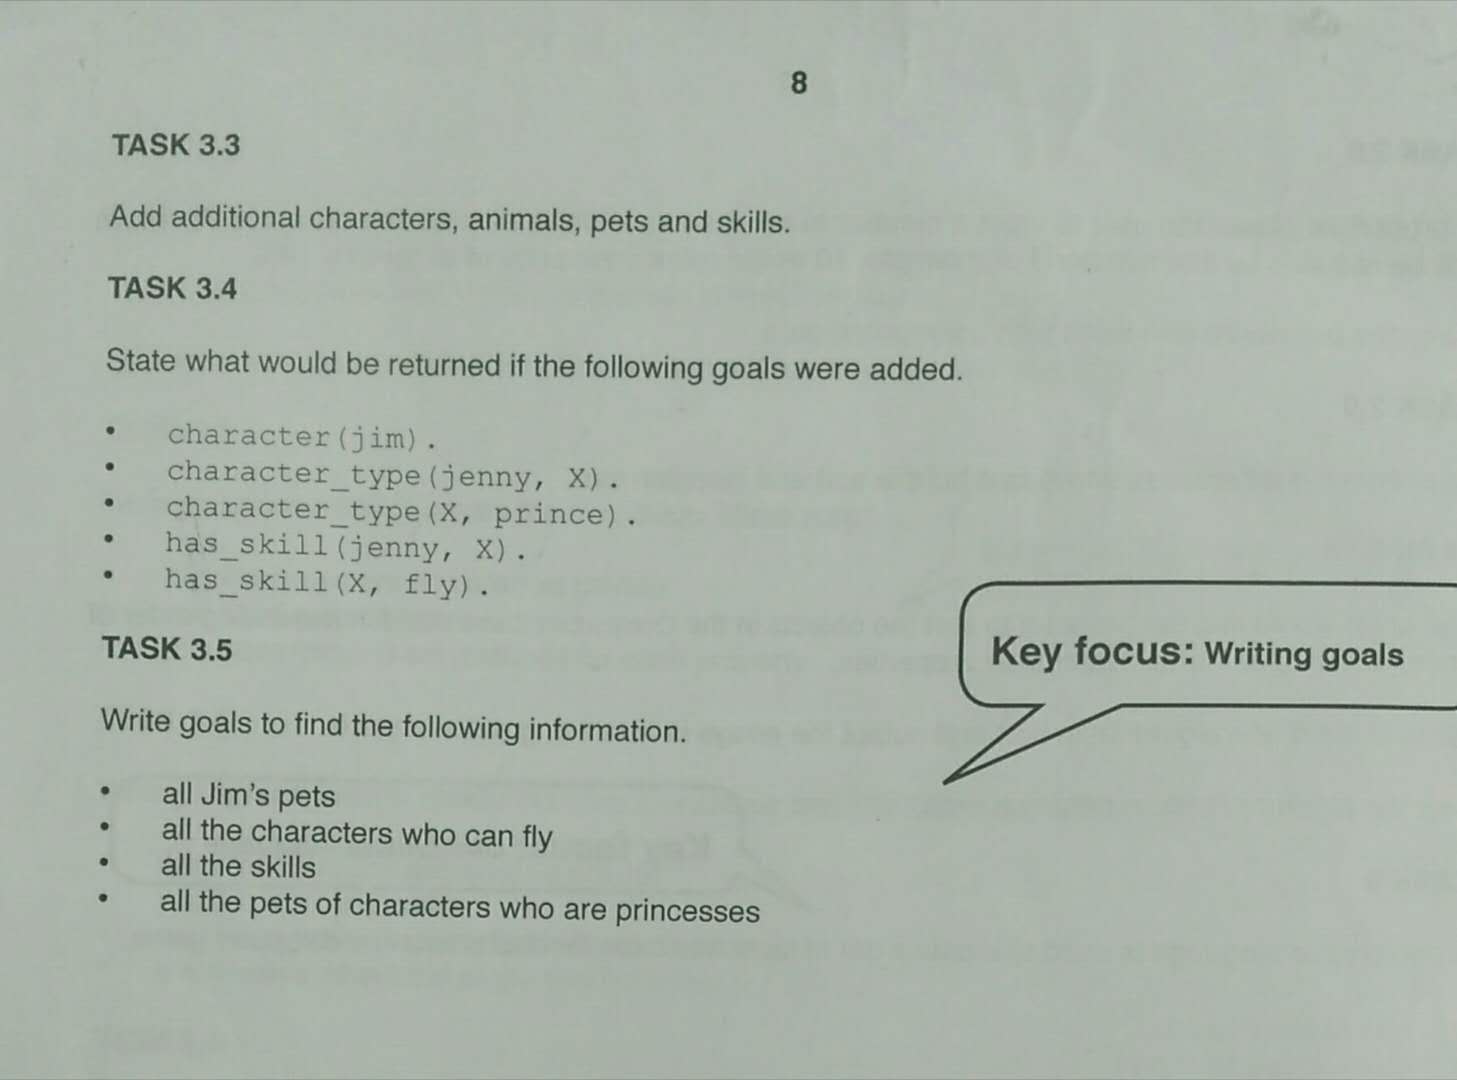 8
TASK 3.3
Add additional characters, animals, pets and skills.
TASK 3.4
State what would be returned if the following goals were added.
• character(jim).
• character_type(jenny, X).
• character_type(X, prince).
• has_skill(jenny, X).
• has_skill(X, fly).
TASK 3.5
Key focus: Writing goals
Write goals to find the following information.
• all Jim's pets
• all the characters who can fly
• all the skills
• all the pets of characters who are princesses